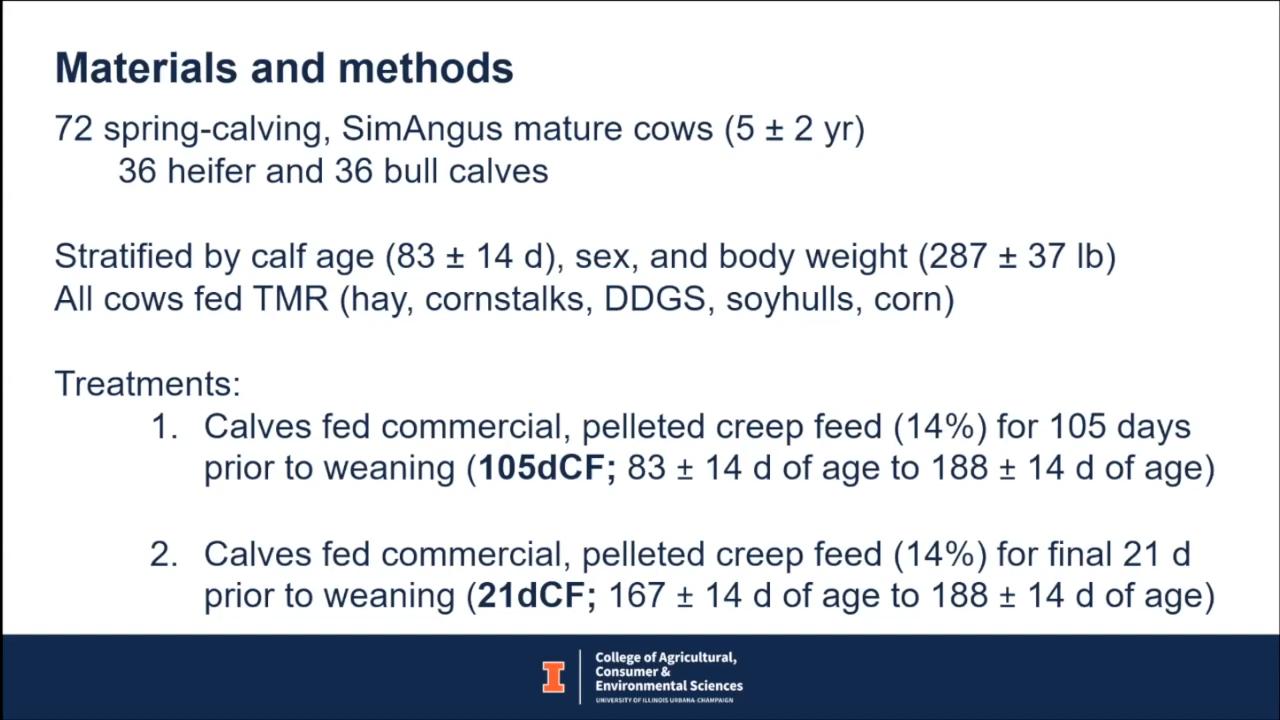 Materials and methods
72 spring-calving, SimAngus mature cows (5 ± 2 yr)
36 heifer and 36 bull calves
Stratified by calf age (83 ± 14 d), sex, and body weight (287 ± 37 lb)
All cows fed TMR (hay, cornstalks, DDGS, soyhulls, corn)
Treatments:
1. Calves fed commercial, pelleted creep feed (14%) for 105 days
prior to weaning (105dCF; 83 ± 14 d of age to 188 ± 14 d of age)
2. Calves fed commercial, pelleted creep feed (14%) for final 21 d
prior to weaning (21dCF; 167 ± 14 d of age to 188 ± 14 d of age)
I
College of Agricultural,
Consumer &
Environmental Sciences
UNIVERSITY OF ILLINOIS URBANA-CHAMPAIGN